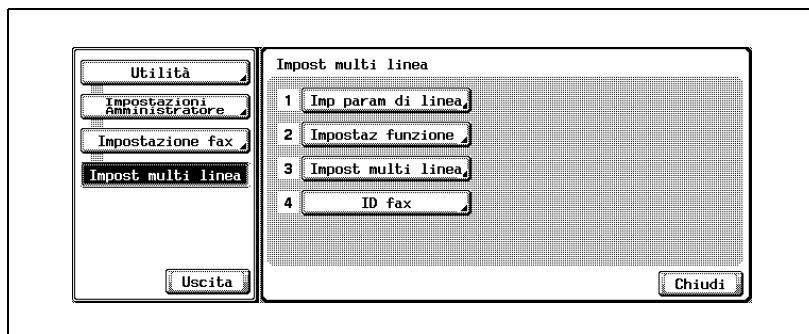 Utilità
Impostazioni
Amministratore
Impostazione fax
Impost multi linea
Uscita
Impost multi linea
1 Imp param di linea
2 Impostaz funzione
3 Impost multi linea
4 ID fax
Chiudi